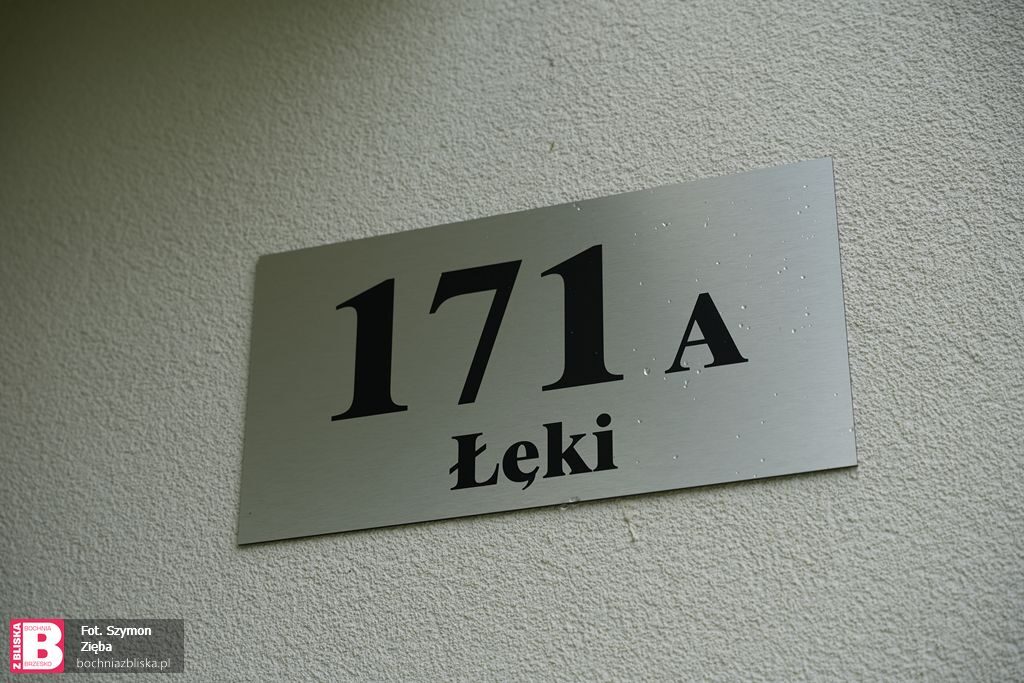 171 A
Łęki
Z BLISKA
BOCHNIA
B
BRZESKO
Fot. Szymon
Zięba
bochniazbliska.pl